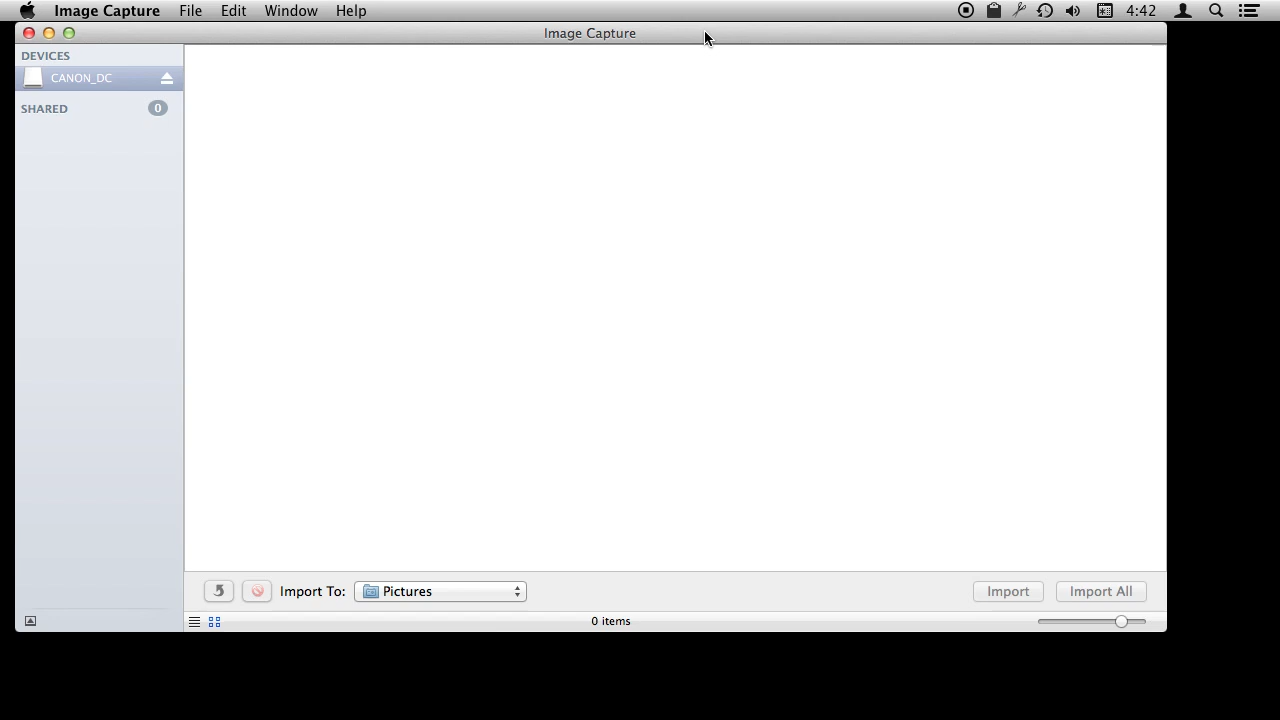 Image Capture File Edit Window Help 4:42
Image Capture
DEVICES
CANON_DC
SHARED 0
Import To: Pictures Import Import All
0 items